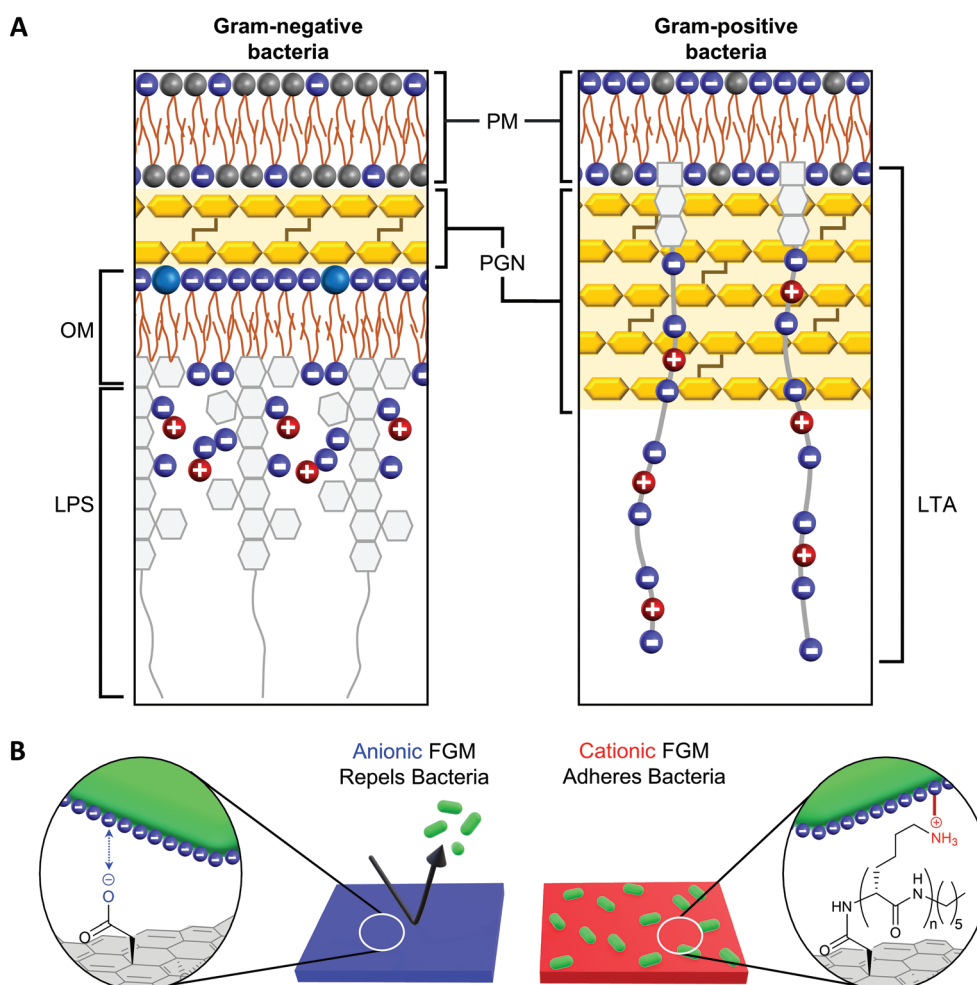 A
Gram-negative
bacteria
Gram-positive
bacteria
PM
PGN
OM
LPS
LTA
B
Anionic FGM
Repels Bacteria
Cationic FGM
Adheres Bacteria
⊖
O
O
⊕
NH₃
H
N
HN
O
n
5
O